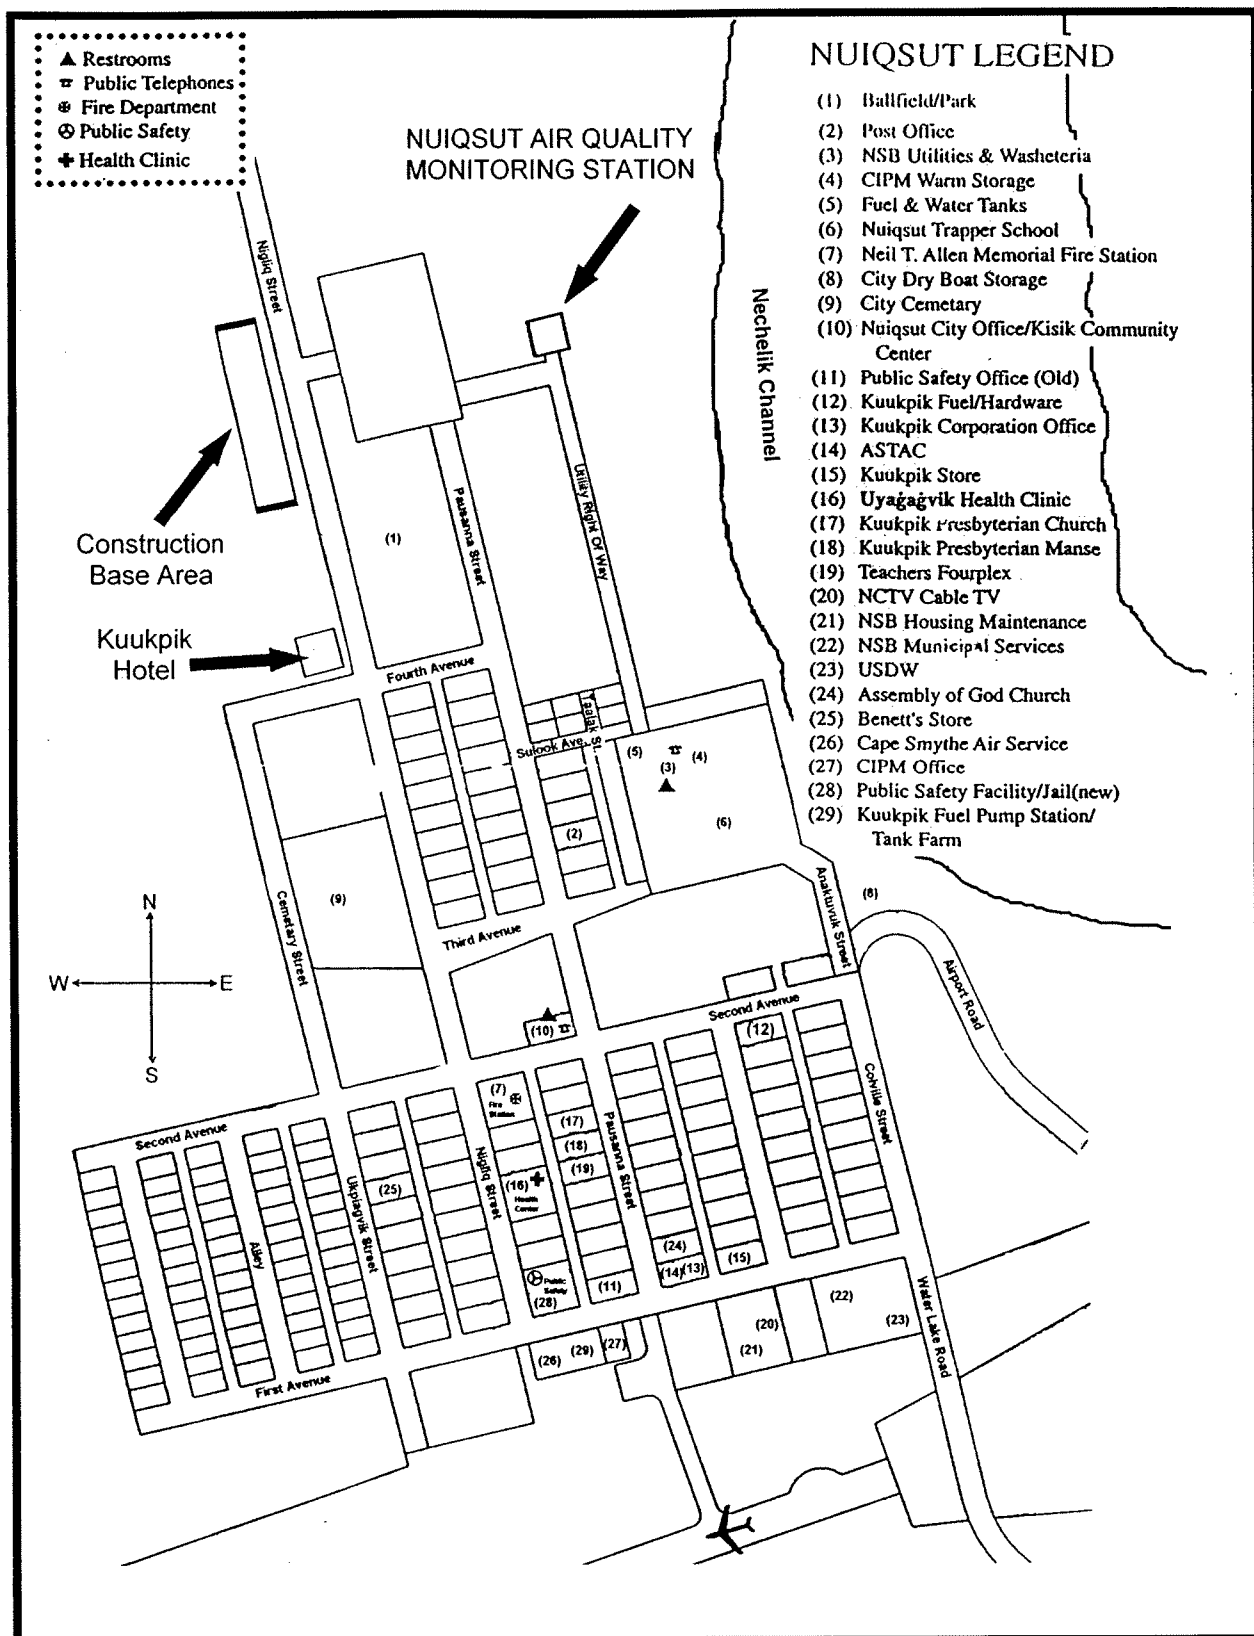 Restrooms
Public Telephones
Fire Department
Public Safety
Health Clinic
NUIQSUT AIR QUALITY
MONITORING STATION
NUIQSUT LEGEND
(1) Ballfield/Park
(2) Post Office
(3) NSB Utilities & Washeteria
(4) CIPM Warm Storage
(5) Fuel & Water Tanks
(6) Nuiqsut Trapper School
(7) Neil T. Allen Memorial Fire Station
(8) City Dry Boat Storage
(9) City Cemetary
(10) Nuiqsut City Office/Kisik Community
Center
(11) Public Safety Office (Old)
(12) Kuukpik Fuel/Hardware
(13) Kuukpik Corporation Office
(14) ASTAC
(15) Kuukpik Store
(16) Uyaġaġvik Health Clinic
(17) Kuukpik Presbyterian Church
(18) Kuukpik Presbyterian Manse
(19) Teachers Fourplex
(20) NCTV Cable TV
(21) NSB Housing Maintenance
(22) NSB Municipal Services
(23) USDW
(24) Assembly of God Church
(25) Benett's Store
(26) Cape Smythe Air Service
(27) CIPM Office
(28) Public Safety Facility/Jail(new)
(29) Kuukpik Fuel Pump Station/
Tank Farm
Nechelik Channel
Nigliq Street
Construction
Base Area
(1)
Pausanna Street
Utility Right Of Way
Kuukpik
Hotel
Fourth Avenue
Taalak St.
Sulook Ave.
(5)
(4)
(3)
(6)
(2)
Cemetary Street
(9)
Third Avenue
Anaktuvuk Street
(8)
Airport Road
N
W
E
S
Second Avenue
(10)
(12)
Colville Street
(7)
Fire
Station
(17)
(18)
(19)
Pausanna Street
Second Avenue
Alley
Ukpiagvik Street
(25)
Nigliq Street
(16)
Health
Center
(24)
(14)
(13)
(15)
Public
Safety
(28)
(11)
(22)
(23)
(20)
(21)
Water Lake Road
(26)
(29)
(27)
First Avenue